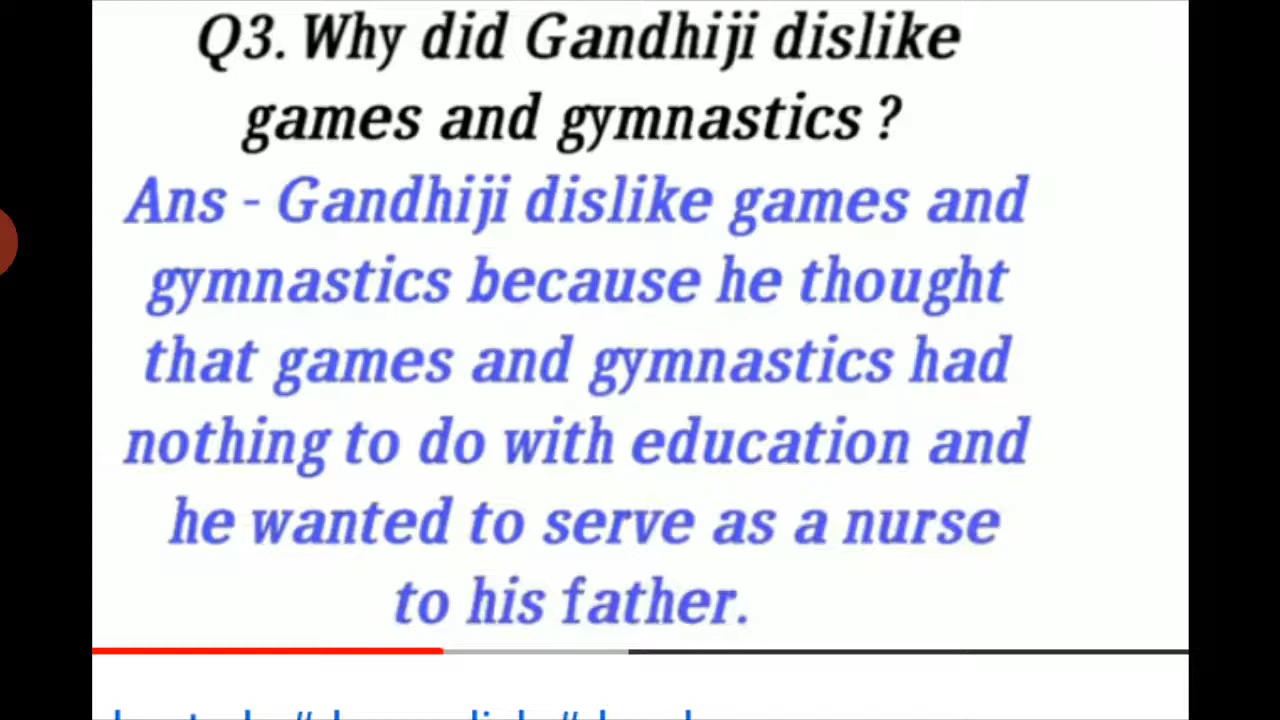 Q3. Why did Gandhiji dislike
games and gymnastics ?
Ans - Gandhiji dislike games and
gymnastics because he thought
that games and gymnastics had
nothing to do with education and
he wanted to serve as a nurse
to his father.